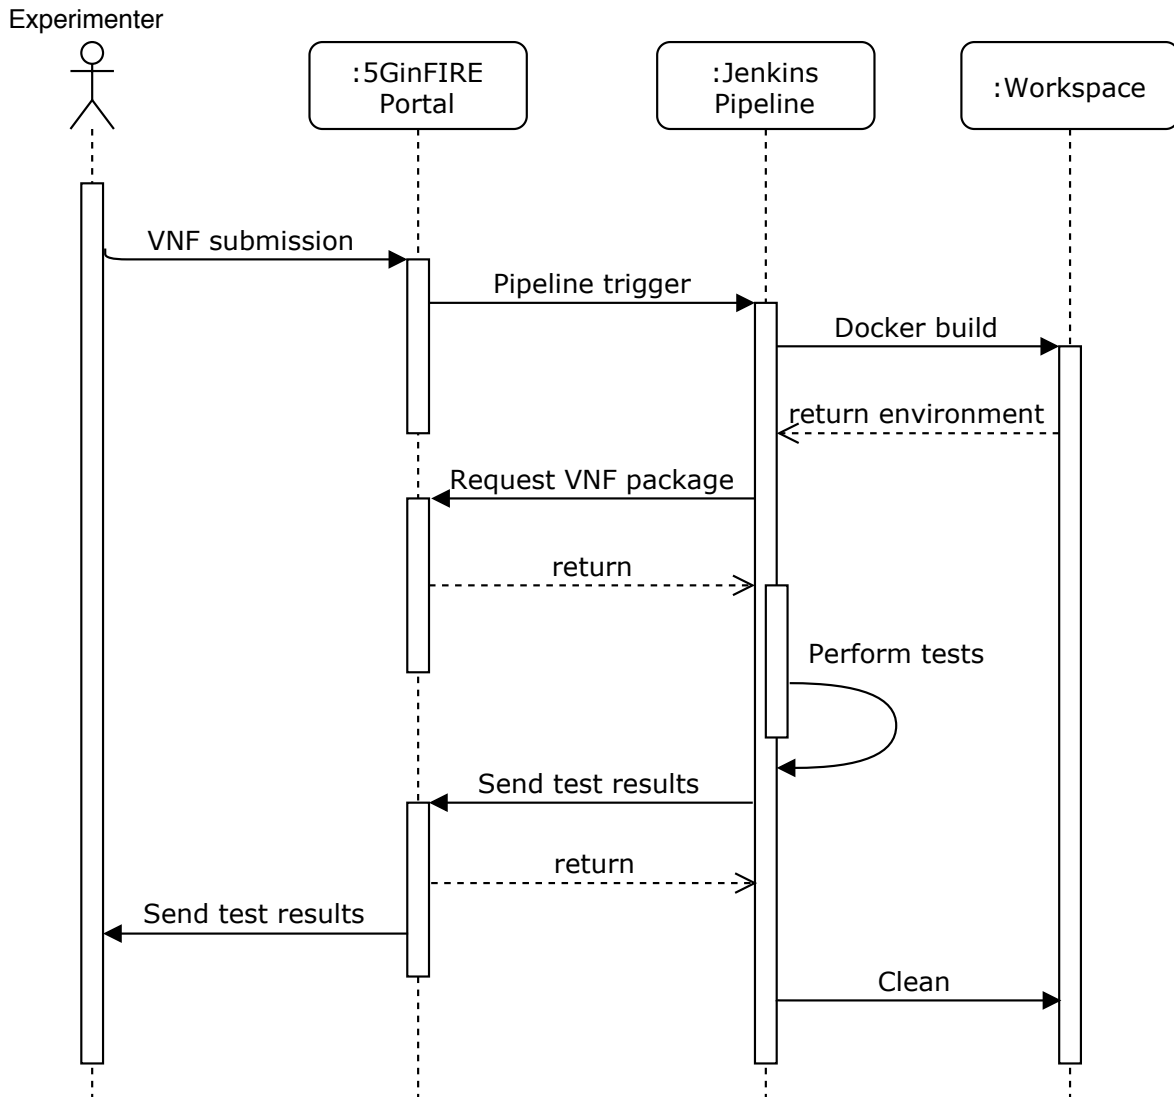 Experimenter
:5GinFIRE
Portal
:Jenkins
Pipeline
:Workspace
VNF submission
Pipeline trigger
Docker build
return environment
Request VNF package
return
Perform tests
Send test results
return
Send test results
Clean